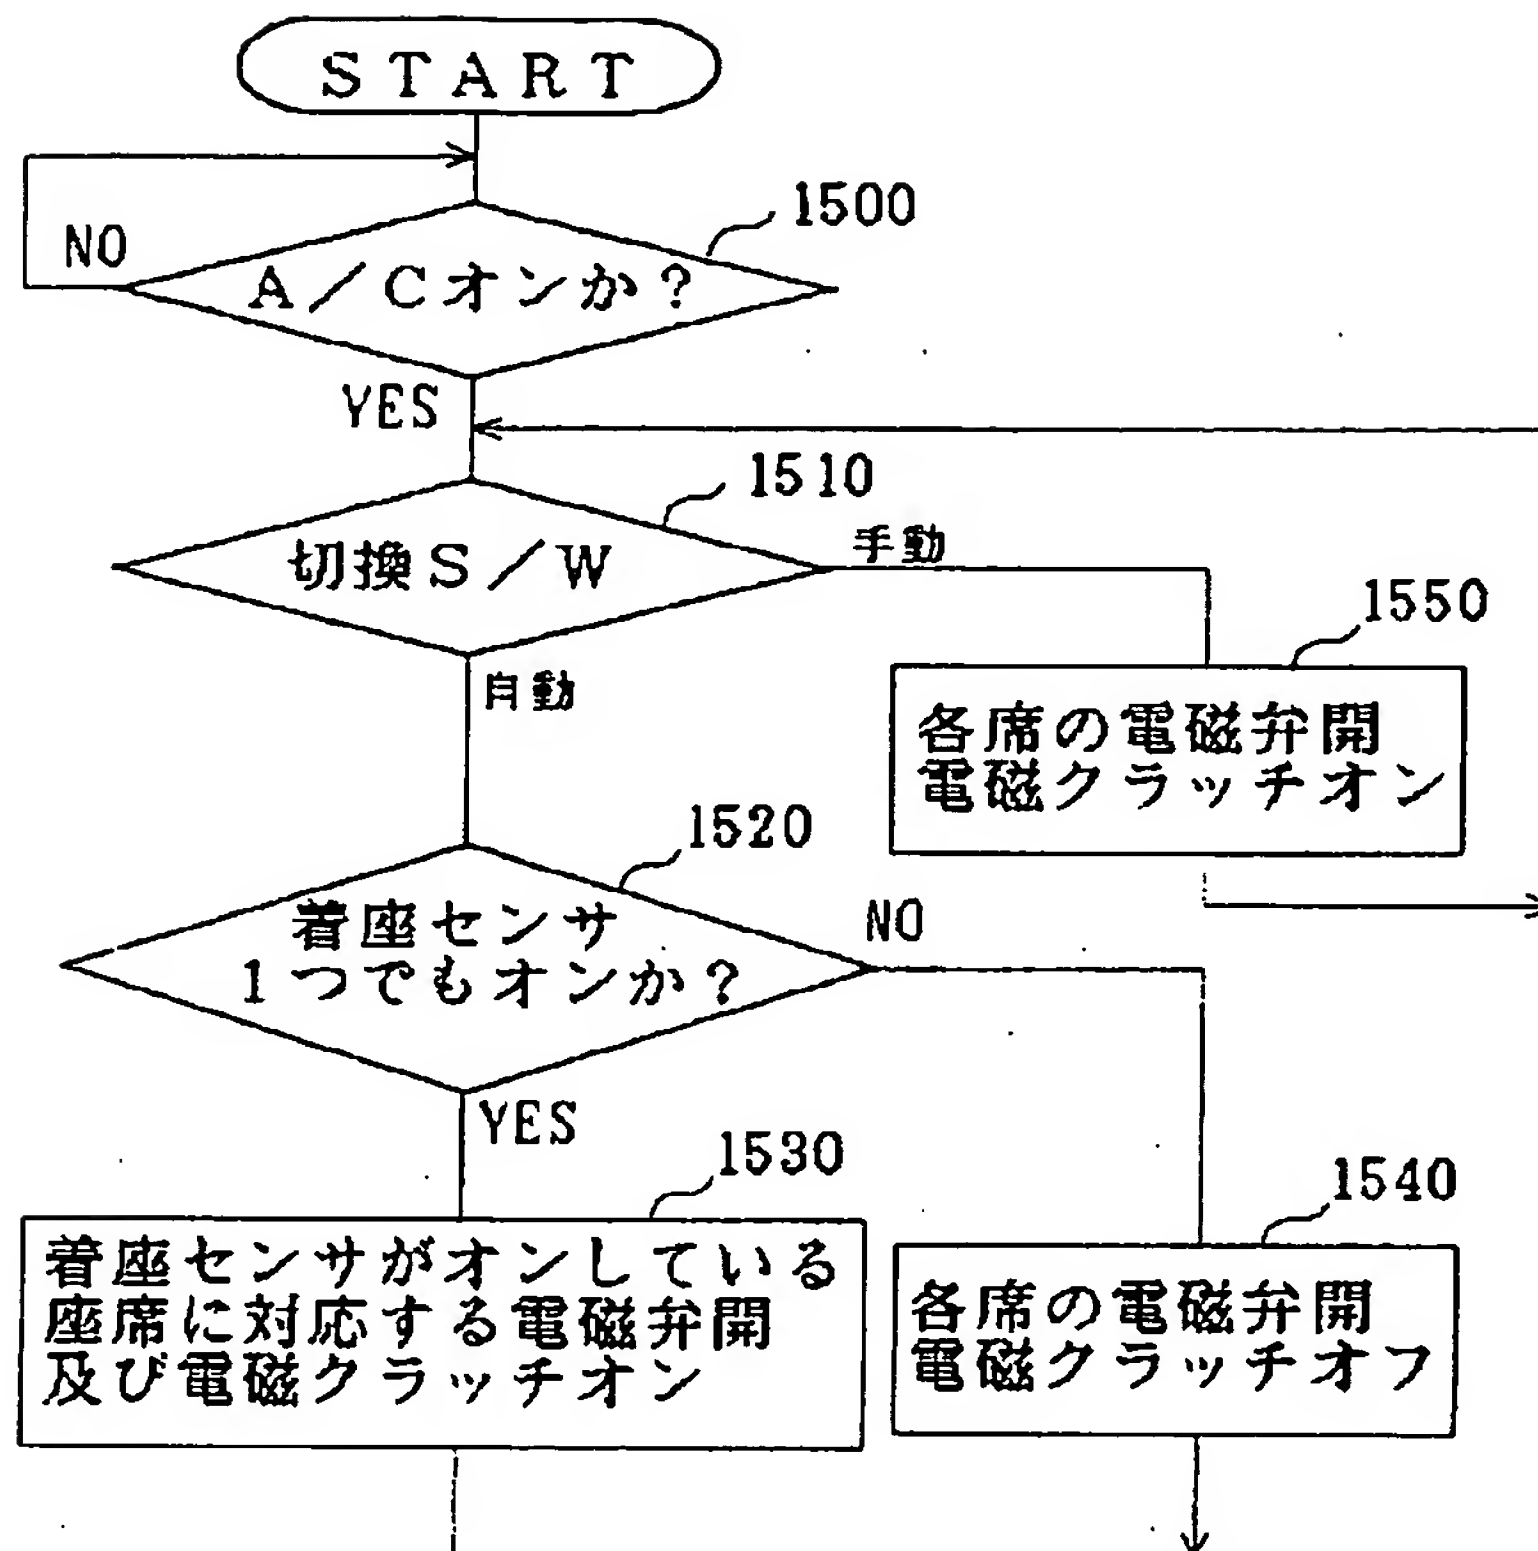 START
1500
NO
A/Cオンか?
YES
1510
切換S/W
手動
1550
自動
各席の電磁弁開
電磁クラッチオン
1520
着座センサ
1つでもオンか?
NO
YES
1530
1540
着座センサがオンしている
座席に対応する電磁弁開
及び電磁クラッチオン
各席の電磁弁開
電磁クラッチオフ